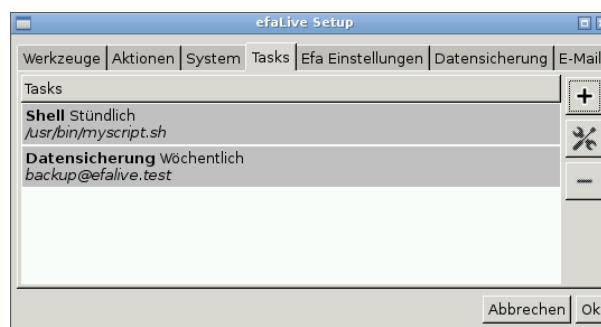 efaLive Setup
Werkzeuge Aktionen System Tasks Efa Einstellungen Datensicherung E-Mail
Tasks
Shell Stündlich
/usr/bin/myscript.sh
Datensicherung Wöchentlich
backup@efalive.test
Abbrechen Ok